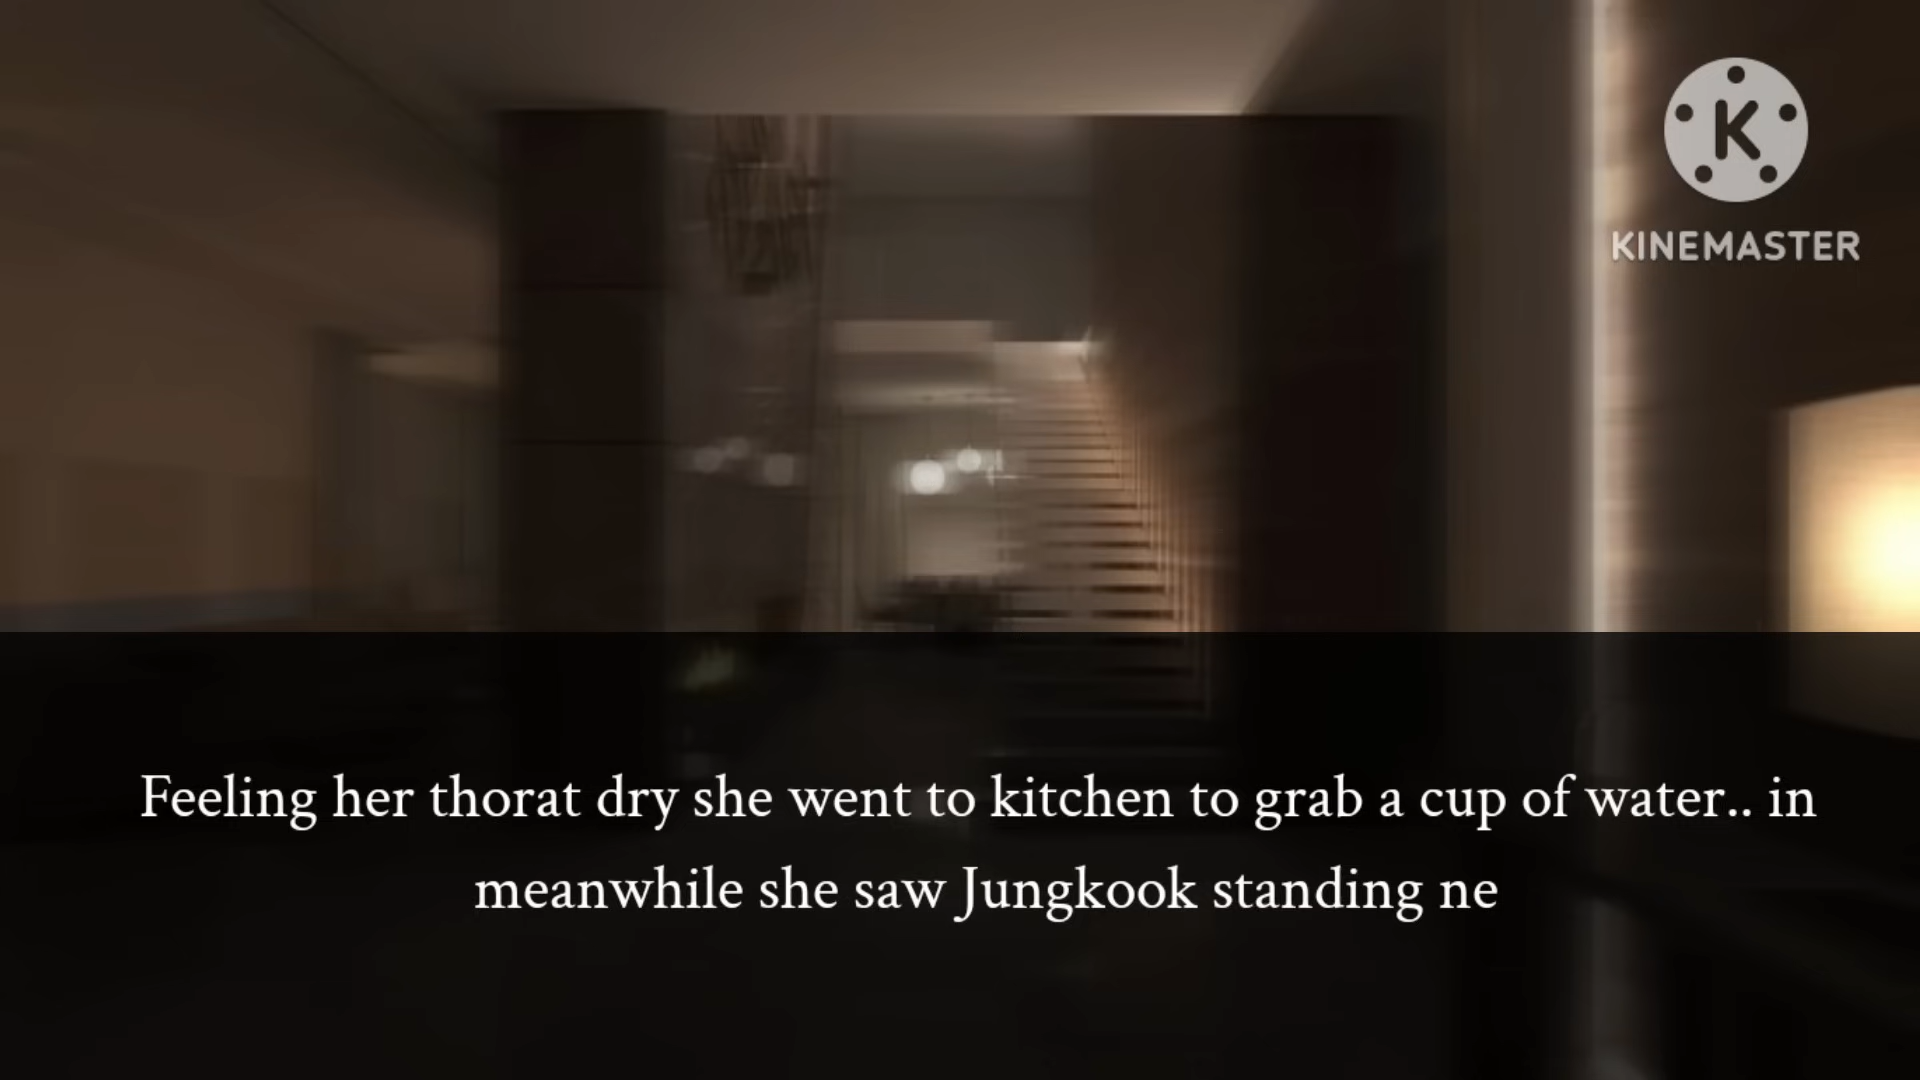 K
KINEMASTER
Feeling her thorat dry she went to kitchen to grab a cup of water.. in
meanwhile she saw Jungkook standing ne